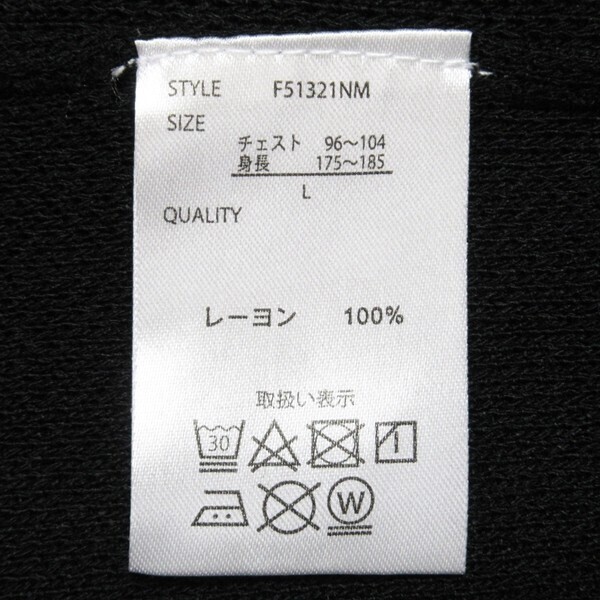 STYLE F51321NM
SIZE
チェスト 96～104
身長 175～185
L
QUALITY
レーヨン 100%
取扱い表示
30
W